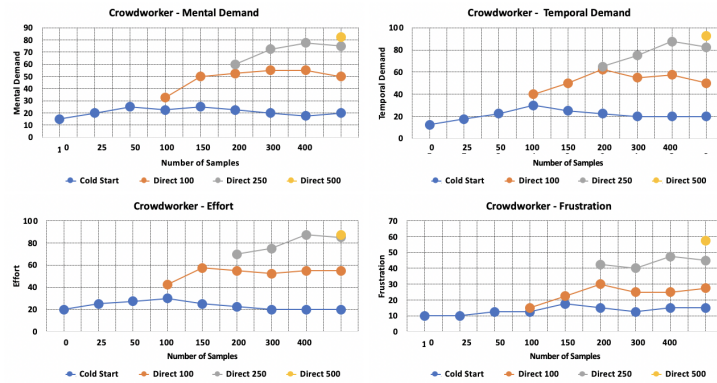 Crowdworker - Mental Demand
Mental Demand
90
80
70
60
50
40
30
20
10
0
25
50
100
150
200
300
400
Number of Samples
Cold Start
Direct 100
Direct 250
Direct 500
Crowdworker - Temporal Demand
Temporal Demand
100
80
60
40
20
0
0
25
50
100
150
200
300
400
Number of Samples
Cold Start
Direct 100
Direct 250
Direct 500
Crowdworker - Effort
Effort
100
80
60
40
20
0
0
25
50
100
150
200
300
400
Number of Samples
Cold Start
Direct 100
Direct 250
Direct 500
Crowdworker - Frustration
Frustration
70
60
50
40
30
20
10
0
1 0
25
50
100
150
200
300
400
Number of Samples
Cold Start
Direct 100
Direct 250
Direct 500